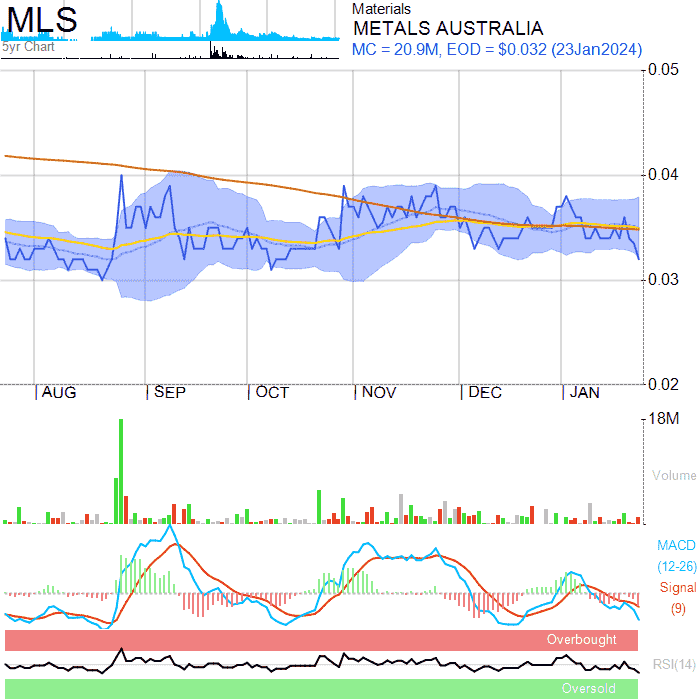 MLS
5yr Chart
Materials
METALS AUSTRALIA
MC = 20.9M, EOD = $0.032 (23Jan2024)
0.05
0.04
0.03
0.02
AUG SEP OCT NOV DEC JAN
18M
Volume
MACD
(12-26)
Signal
(9)
Overbought
RSI(14)
Oversold